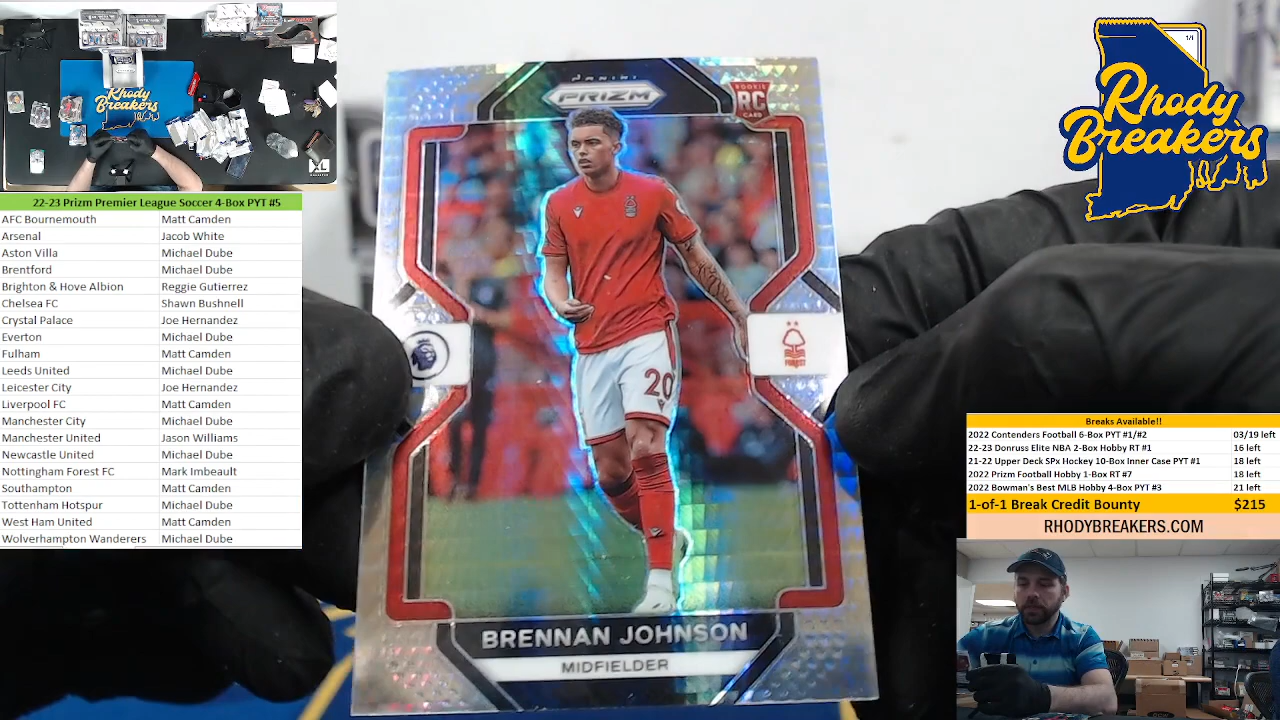 Rhody
Breakers
22-23 Prizm Premier League Soccer 4-Box PYT #5
AFC Bournemouth Matt Camden
Arsenal Jacob White
Aston Villa Michael Dube
Brentford Michael Dube
Brighton & Hove Albion Reggie Gutierrez
Chelsea FC Shawn Bushnell
Crystal Palace Joe Hernandez
Everton Michael Dube
Fulham Matt Camden
Leeds United Michael Dube
Leicester City Joe Hernandez
Liverpool FC Matt Camden
Manchester City Michael Dube
Manchester United Jason Williams
Newcastle United Michael Dube
Nottingham Forest FC Mark Imbeault
Southampton Matt Camden
Tottenham Hotspur Michael Dube
West Ham United Matt Camden
Wolverhampton Wanderers Michael Dube
PANINI
PRIZM
ROOKIE
RC
CARD
20
FOREST
BRENNAN JOHNSON
MIDFIELDER
1/1
Rhody
Breakers
Breaks Available!!
2022 Contenders Football 6-Box PYT #1/#2 03/19 left
22-23 Donruss Elite NBA 2-Box Hobby RT #1 16 left
21-22 Upper Deck SPx Hockey 10-Box Inner Case PYT #1 18 left
2022 Prizm Football Hobby 1-Box RT #7 18 left
2022 Bowman's Best MLB Hobby 4-Box PYT #3 21 left
1-of-1 Break Credit Bounty $215
RHODYBREAKERS.COM